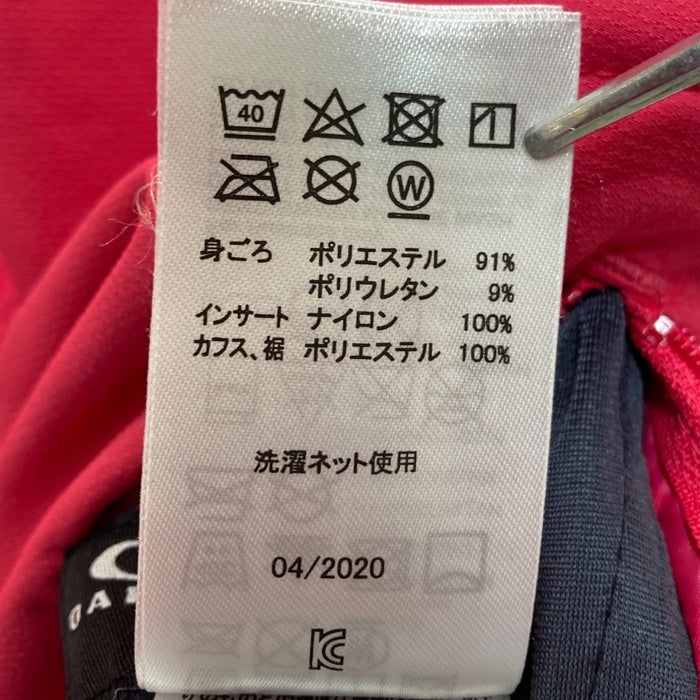 40
W
身ごろ ポリエステル 91%
ポリウレタン 9%
インサート ナイロン 100%
カフス、裾 ポリエステル 100%
洗濯ネット使用
04/2020
KC